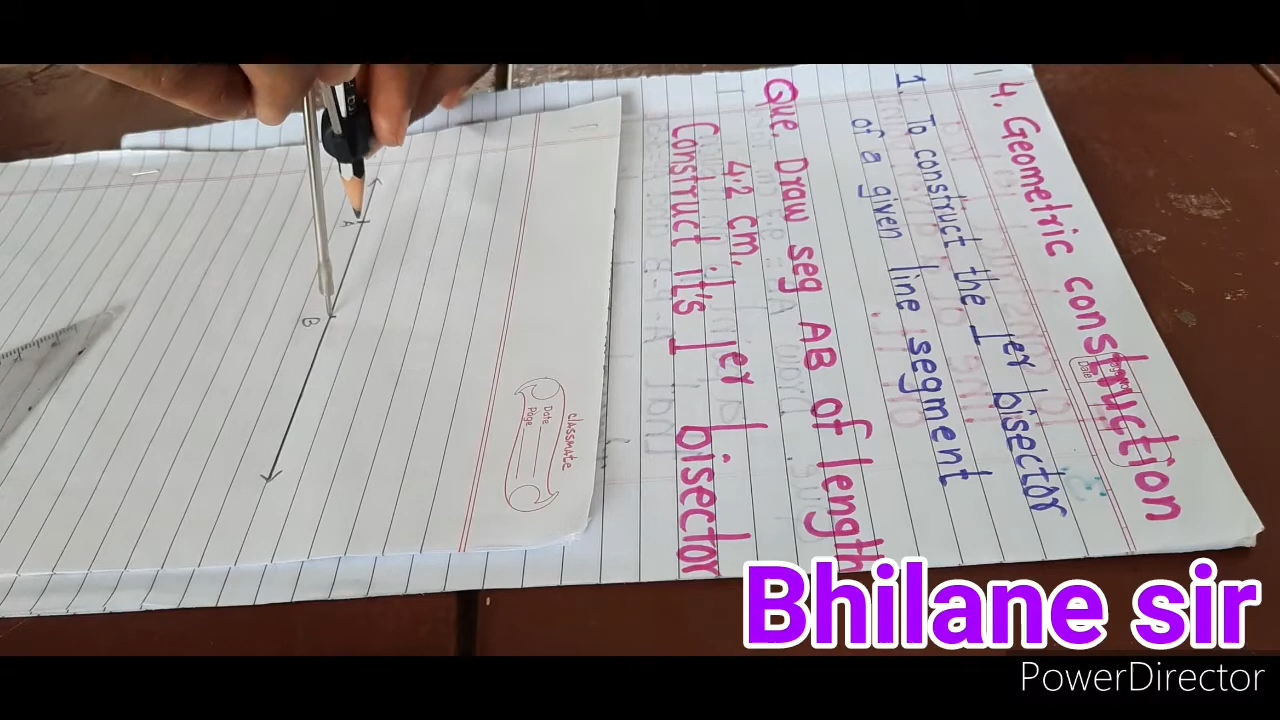 4. Geometric construction
1. To construct the ⊥er bisector
of a given line segment
Que. Draw seg AB of length
4.2 cm.
Construct it's ⊥er bisector
A
B
classmate
Date
Page
Date
Bhilane sir
PowerDirector